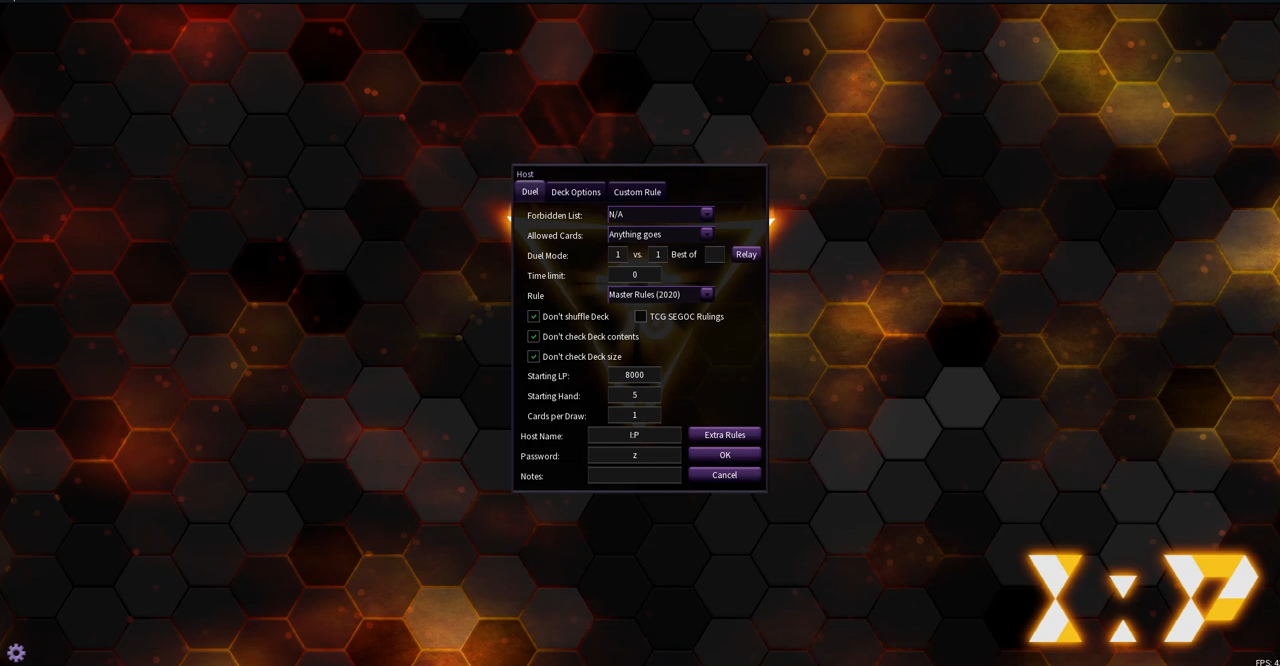 Host
Duel Deck Options Custom Rule
Forbidden List: N/A
Allowed Cards: Anything goes
Duel Mode: 1 vs. 1 Best of Relay
Time limit: 0
Rule Master Rules (2020)
Don't shuffle Deck TCG SEGOC Rulings
Don't check Deck contents
Don't check Deck size
Starting LP: 8000
Starting Hand: 5
Cards per Draw: 1
Host Name: I:P Extra Rules
Password: z OK
Notes: Cancel
X:P
FPS: 4